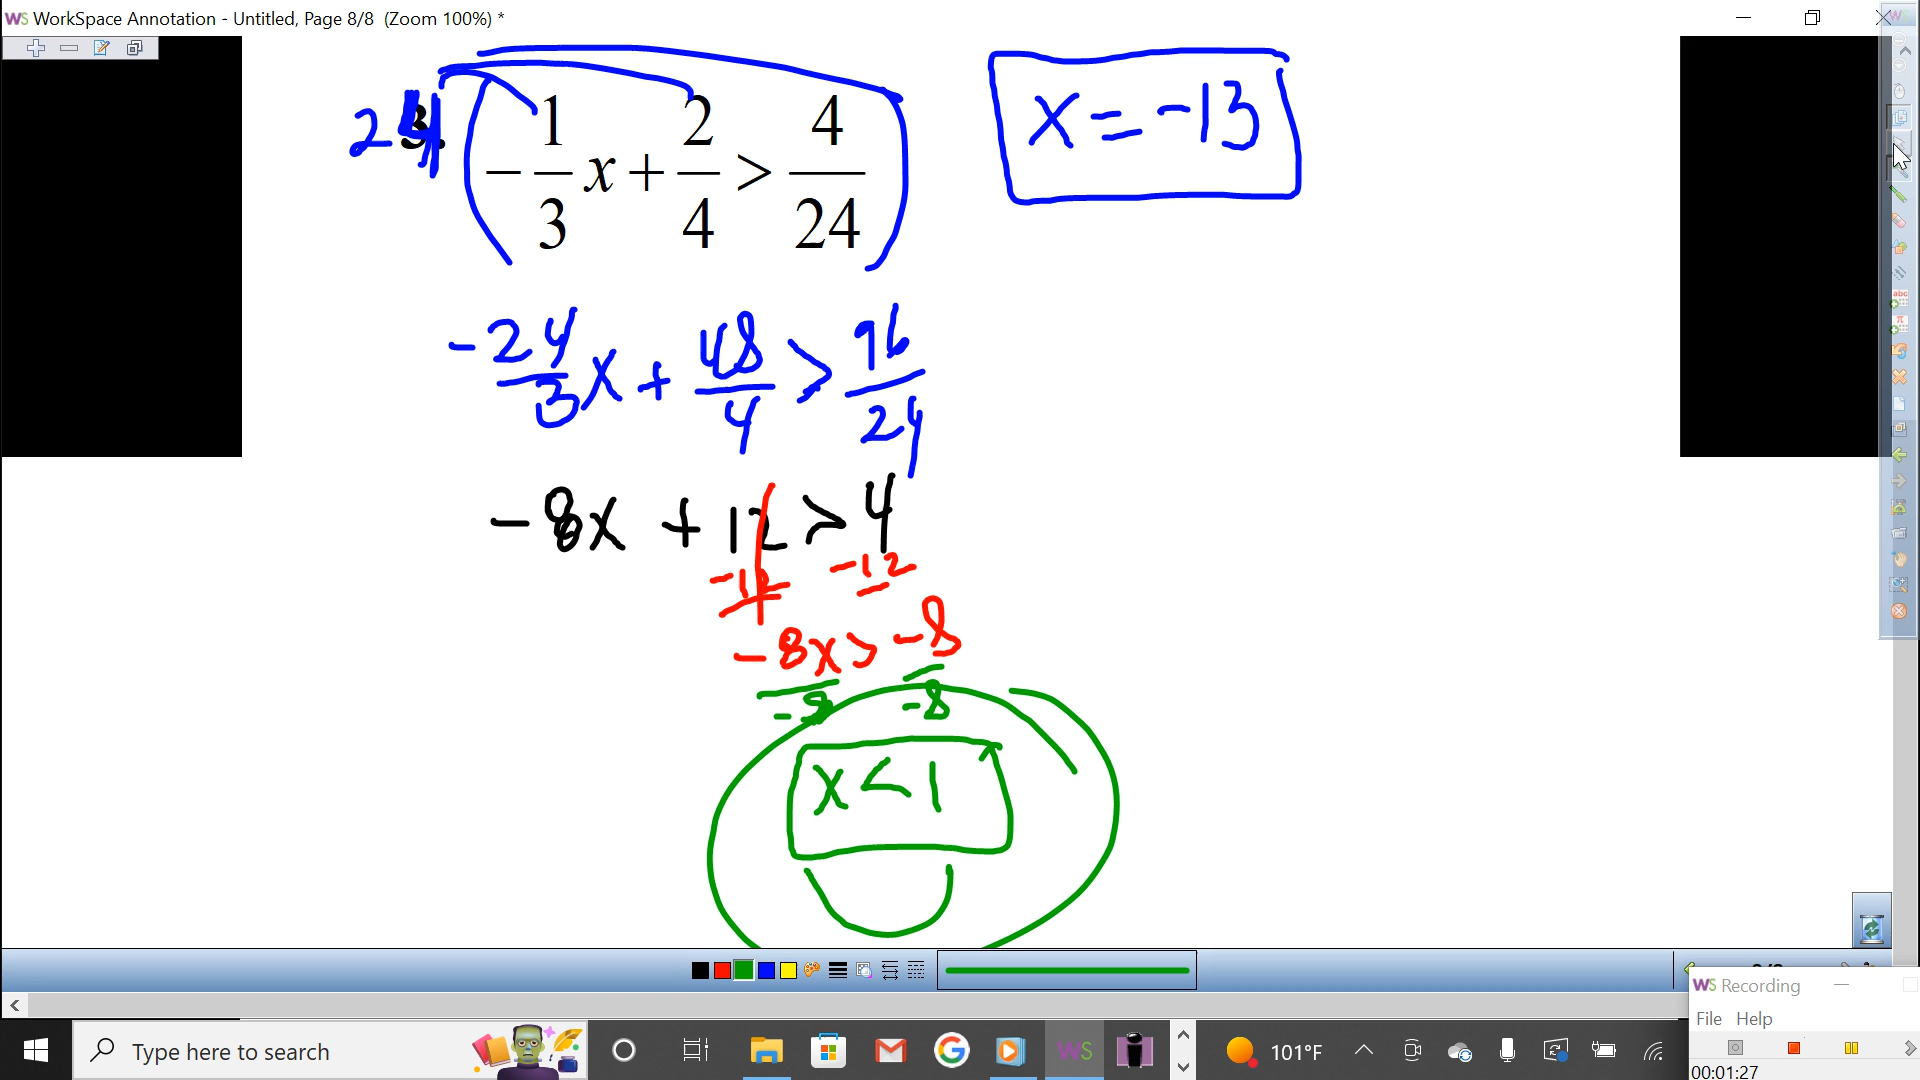 WS WorkSpace Annotation - Untitled, Page 8/8 (Zoom 100%) *
24 ( -1/3 x + 2/4 > 4/24 )
x = -13
-24/3 x + 48/4 > 96/24
-8x + 12 > 4
-12 -12
-8x > -8
-8 -8
x < 1
WS Recording
File Help
00:01:27
Type here to search
WS
101°F